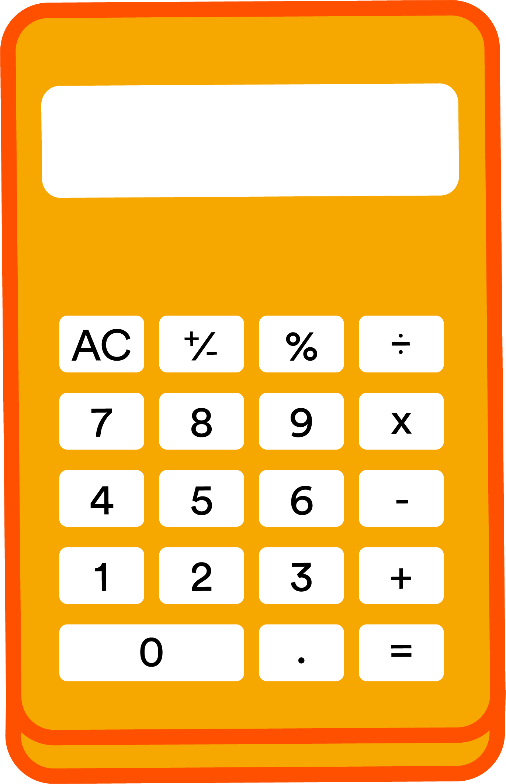 AC +/- % ÷
7 8 9 x
4 5 6 -
1 2 3 +
0 . =